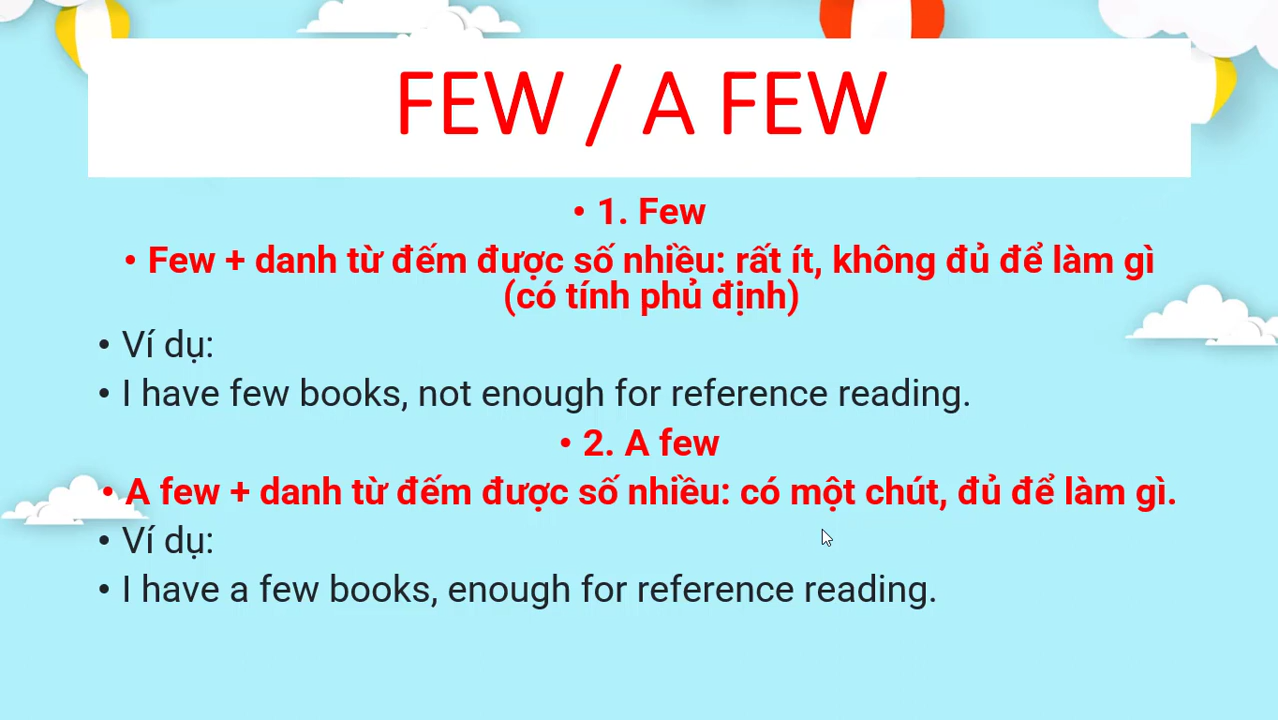 FEW / A FEW
• 1. Few
• Few + danh từ đếm được số nhiều: rất ít, không đủ để làm gì
(có tính phủ định)
• Ví dụ:
• I have few books, not enough for reference reading.
• 2. A few
• A few + danh từ đếm được số nhiều: có một chút, đủ để làm gì.
• Ví dụ:
• I have a few books, enough for reference reading.